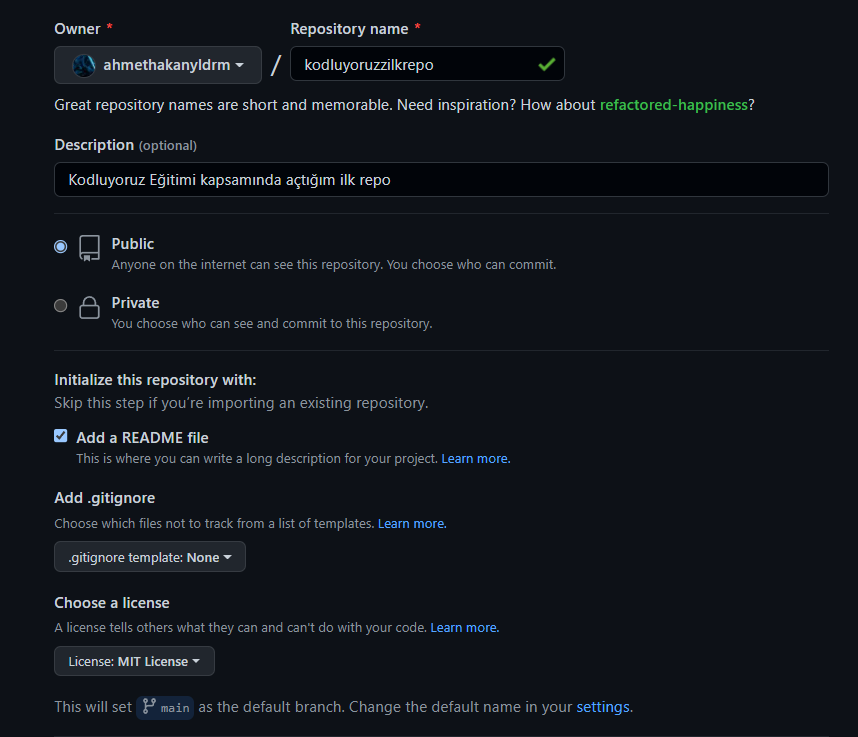 Owner * Repository name *
ahmethakanyldrm / kodluyoruzzilkrepo
Great repository names are short and memorable. Need inspiration? How about refactored-happiness?
Description (optional)
Kodluyoruz Eğitimi kapsamında açtığım ilk repo
Public
Anyone on the internet can see this repository. You choose who can commit.
Private
You choose who can see and commit to this repository.
Initialize this repository with:
Skip this step if you're importing an existing repository.
Add a README file
This is where you can write a long description for your project. Learn more.
Add .gitignore
Choose which files not to track from a list of templates. Learn more.
.gitignore template: None
Choose a license
A license tells others what they can and can't do with your code. Learn more.
License: MIT License
This will set main as the default branch. Change the default name in your settings.